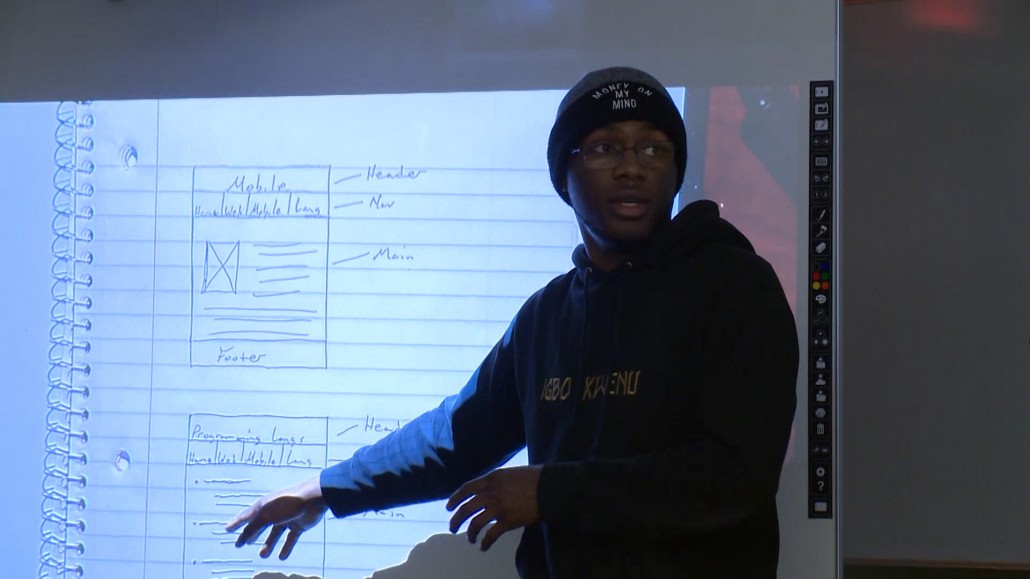 MONEY ON
MY
MIND
Mobile
Home Web Mobile Lang
Header
Nav
Main
Footer
IGBO KWENU
Programming Langs
Home Web Mobile Lang
Head
ain
?